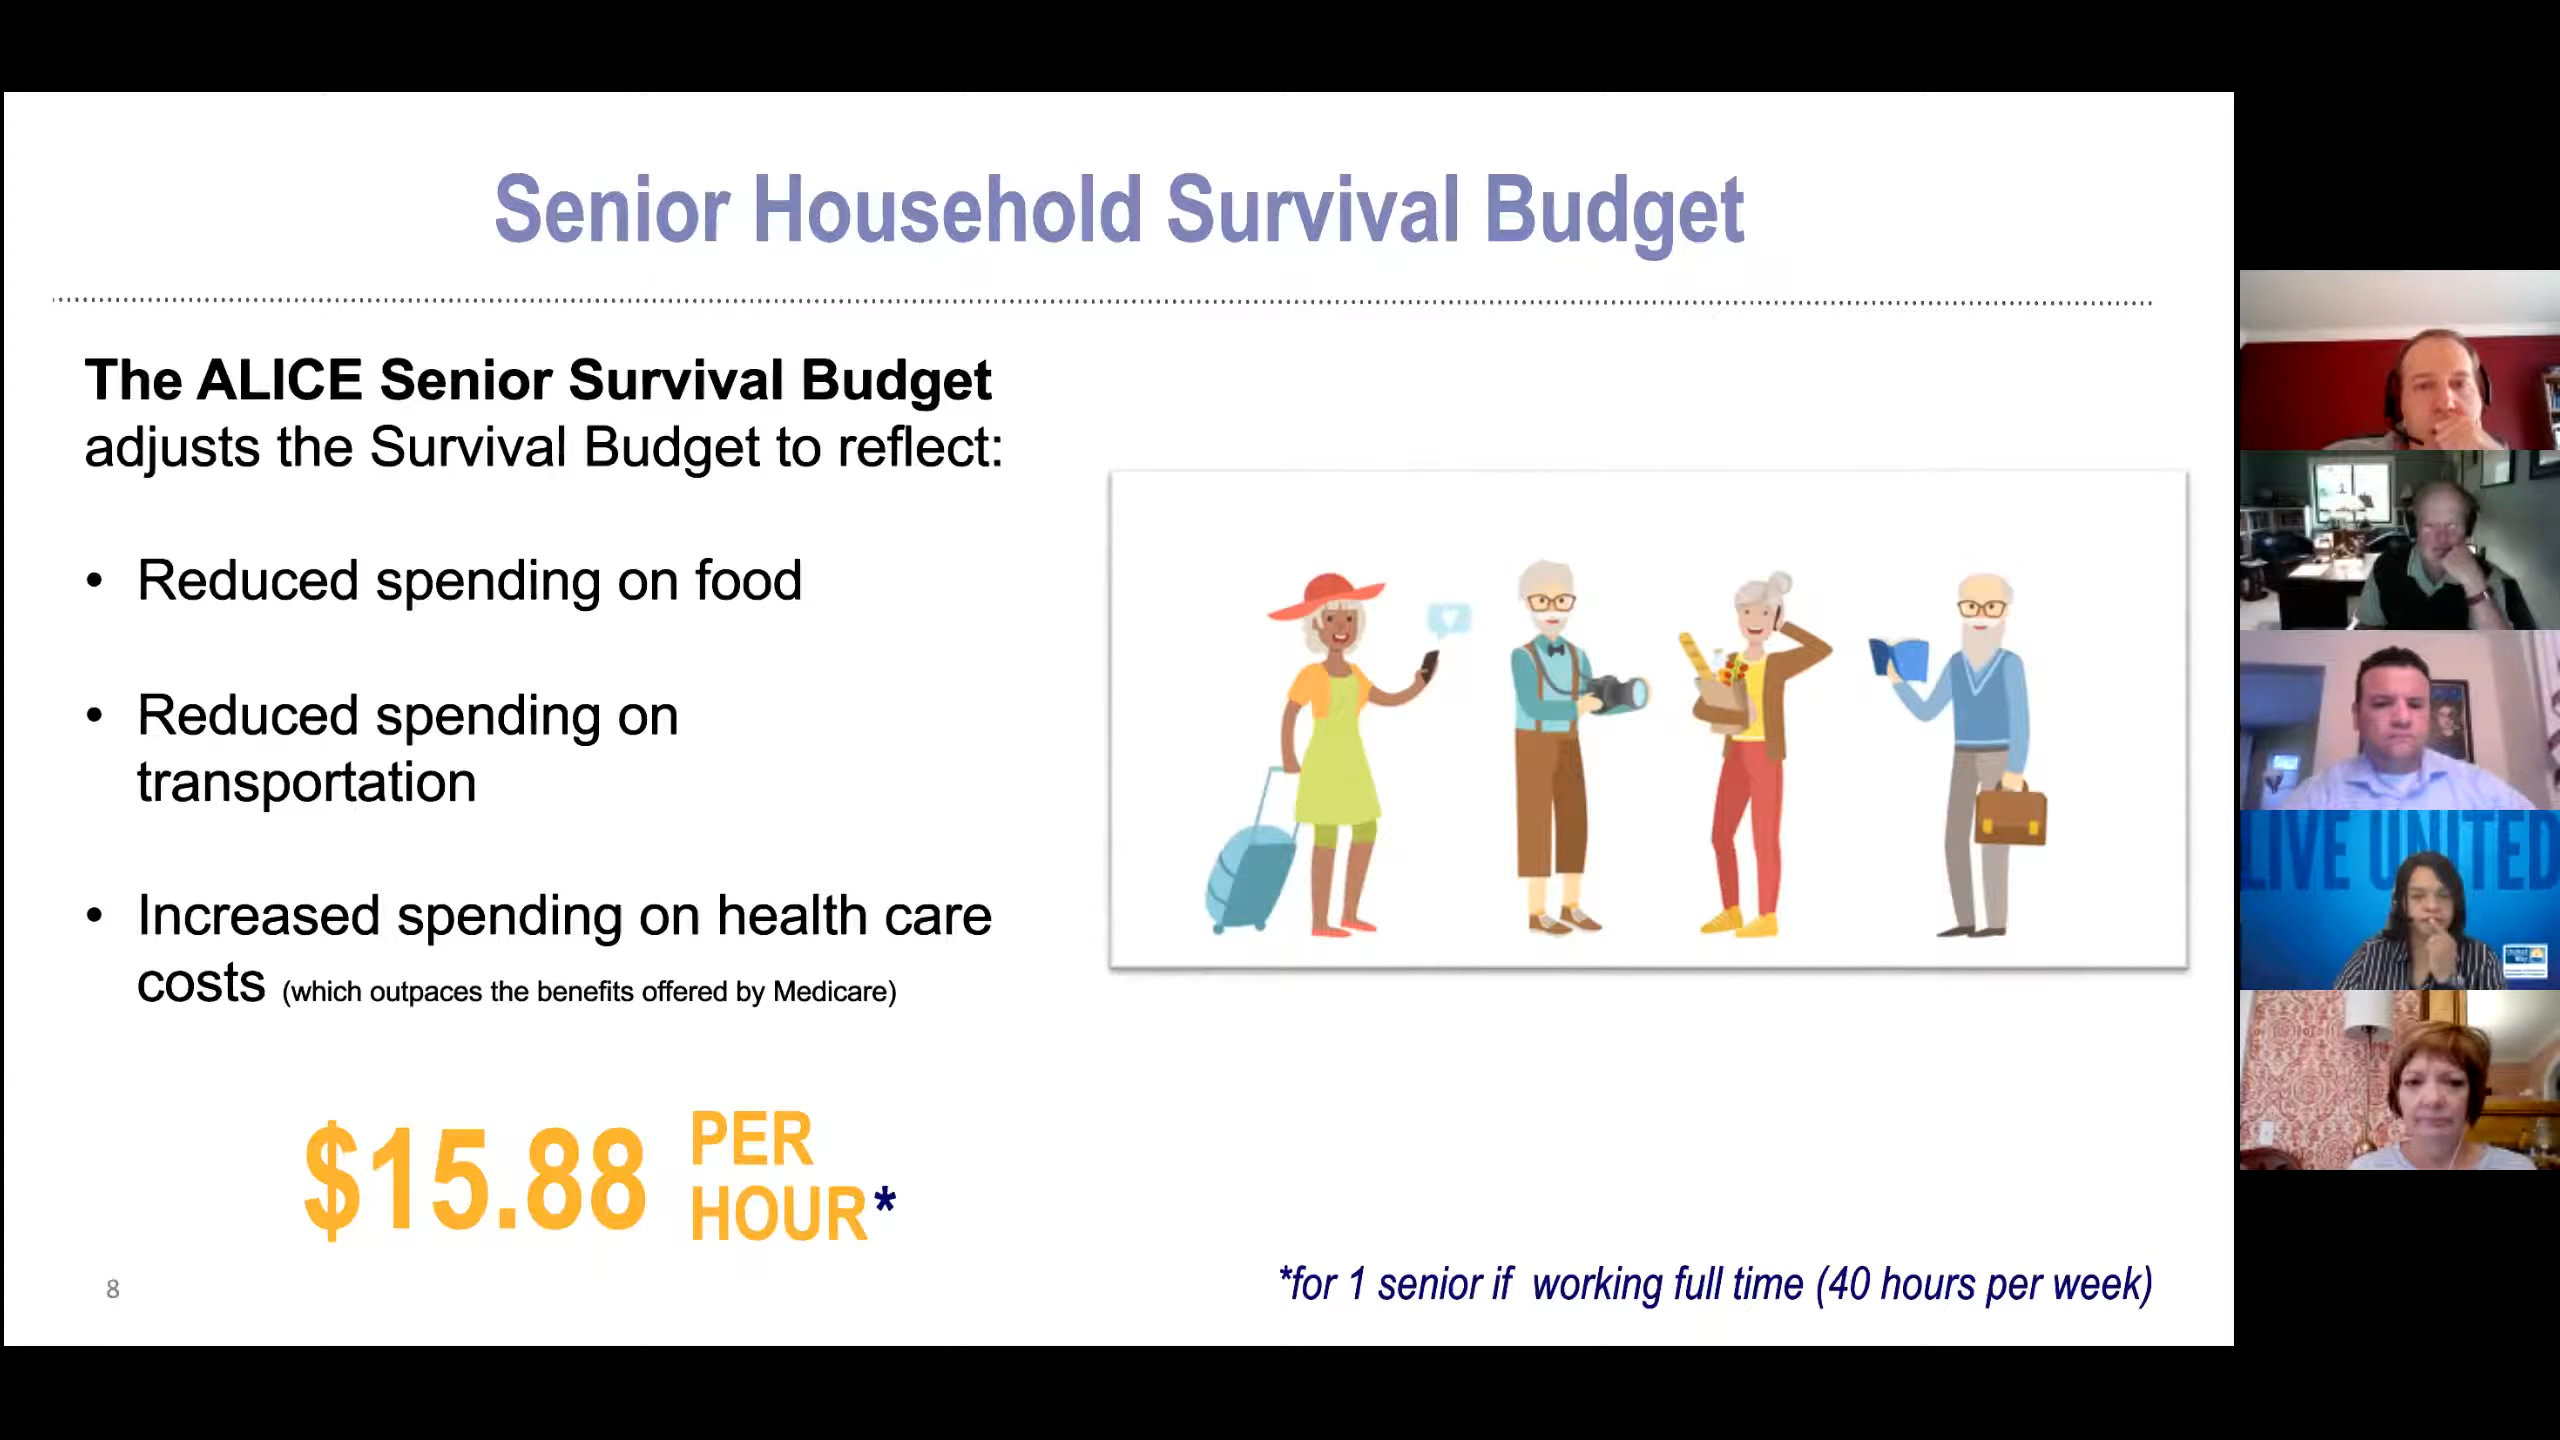 Senior Household Survival Budget
The ALICE Senior Survival Budget
adjusts the Survival Budget to reflect:
• Reduced spending on food
• Reduced spending on
transportation
• Increased spending on health care
costs (which outpaces the benefits offered by Medicare)
$15.88 PER
HOUR*
8
*for 1 senior if working full time (40 hours per week)
LIVE UNITED